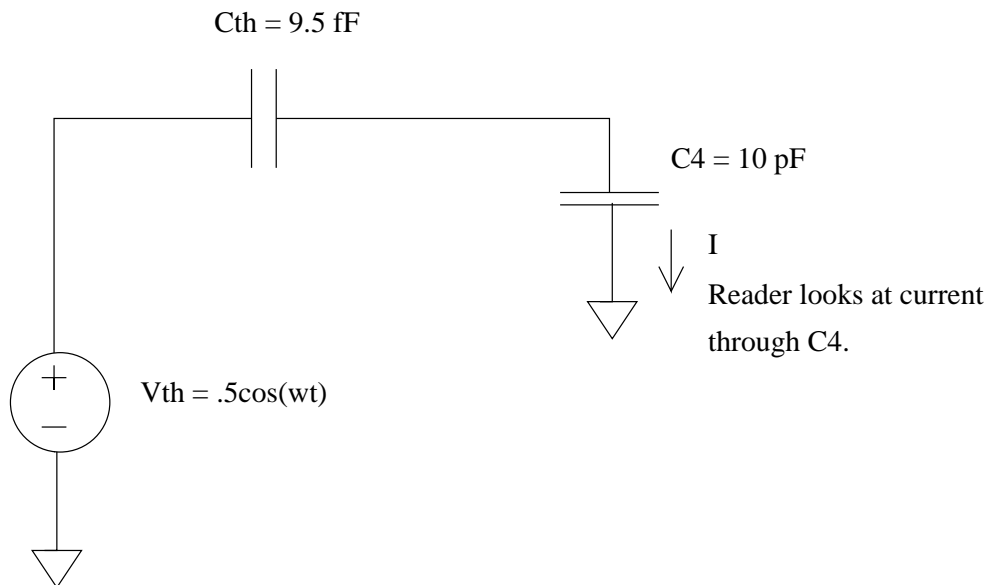 Cth = 9.5 fF
C4 = 10 pF
I
Reader looks at current
through C4.
+
Vth = .5cos(wt)
−